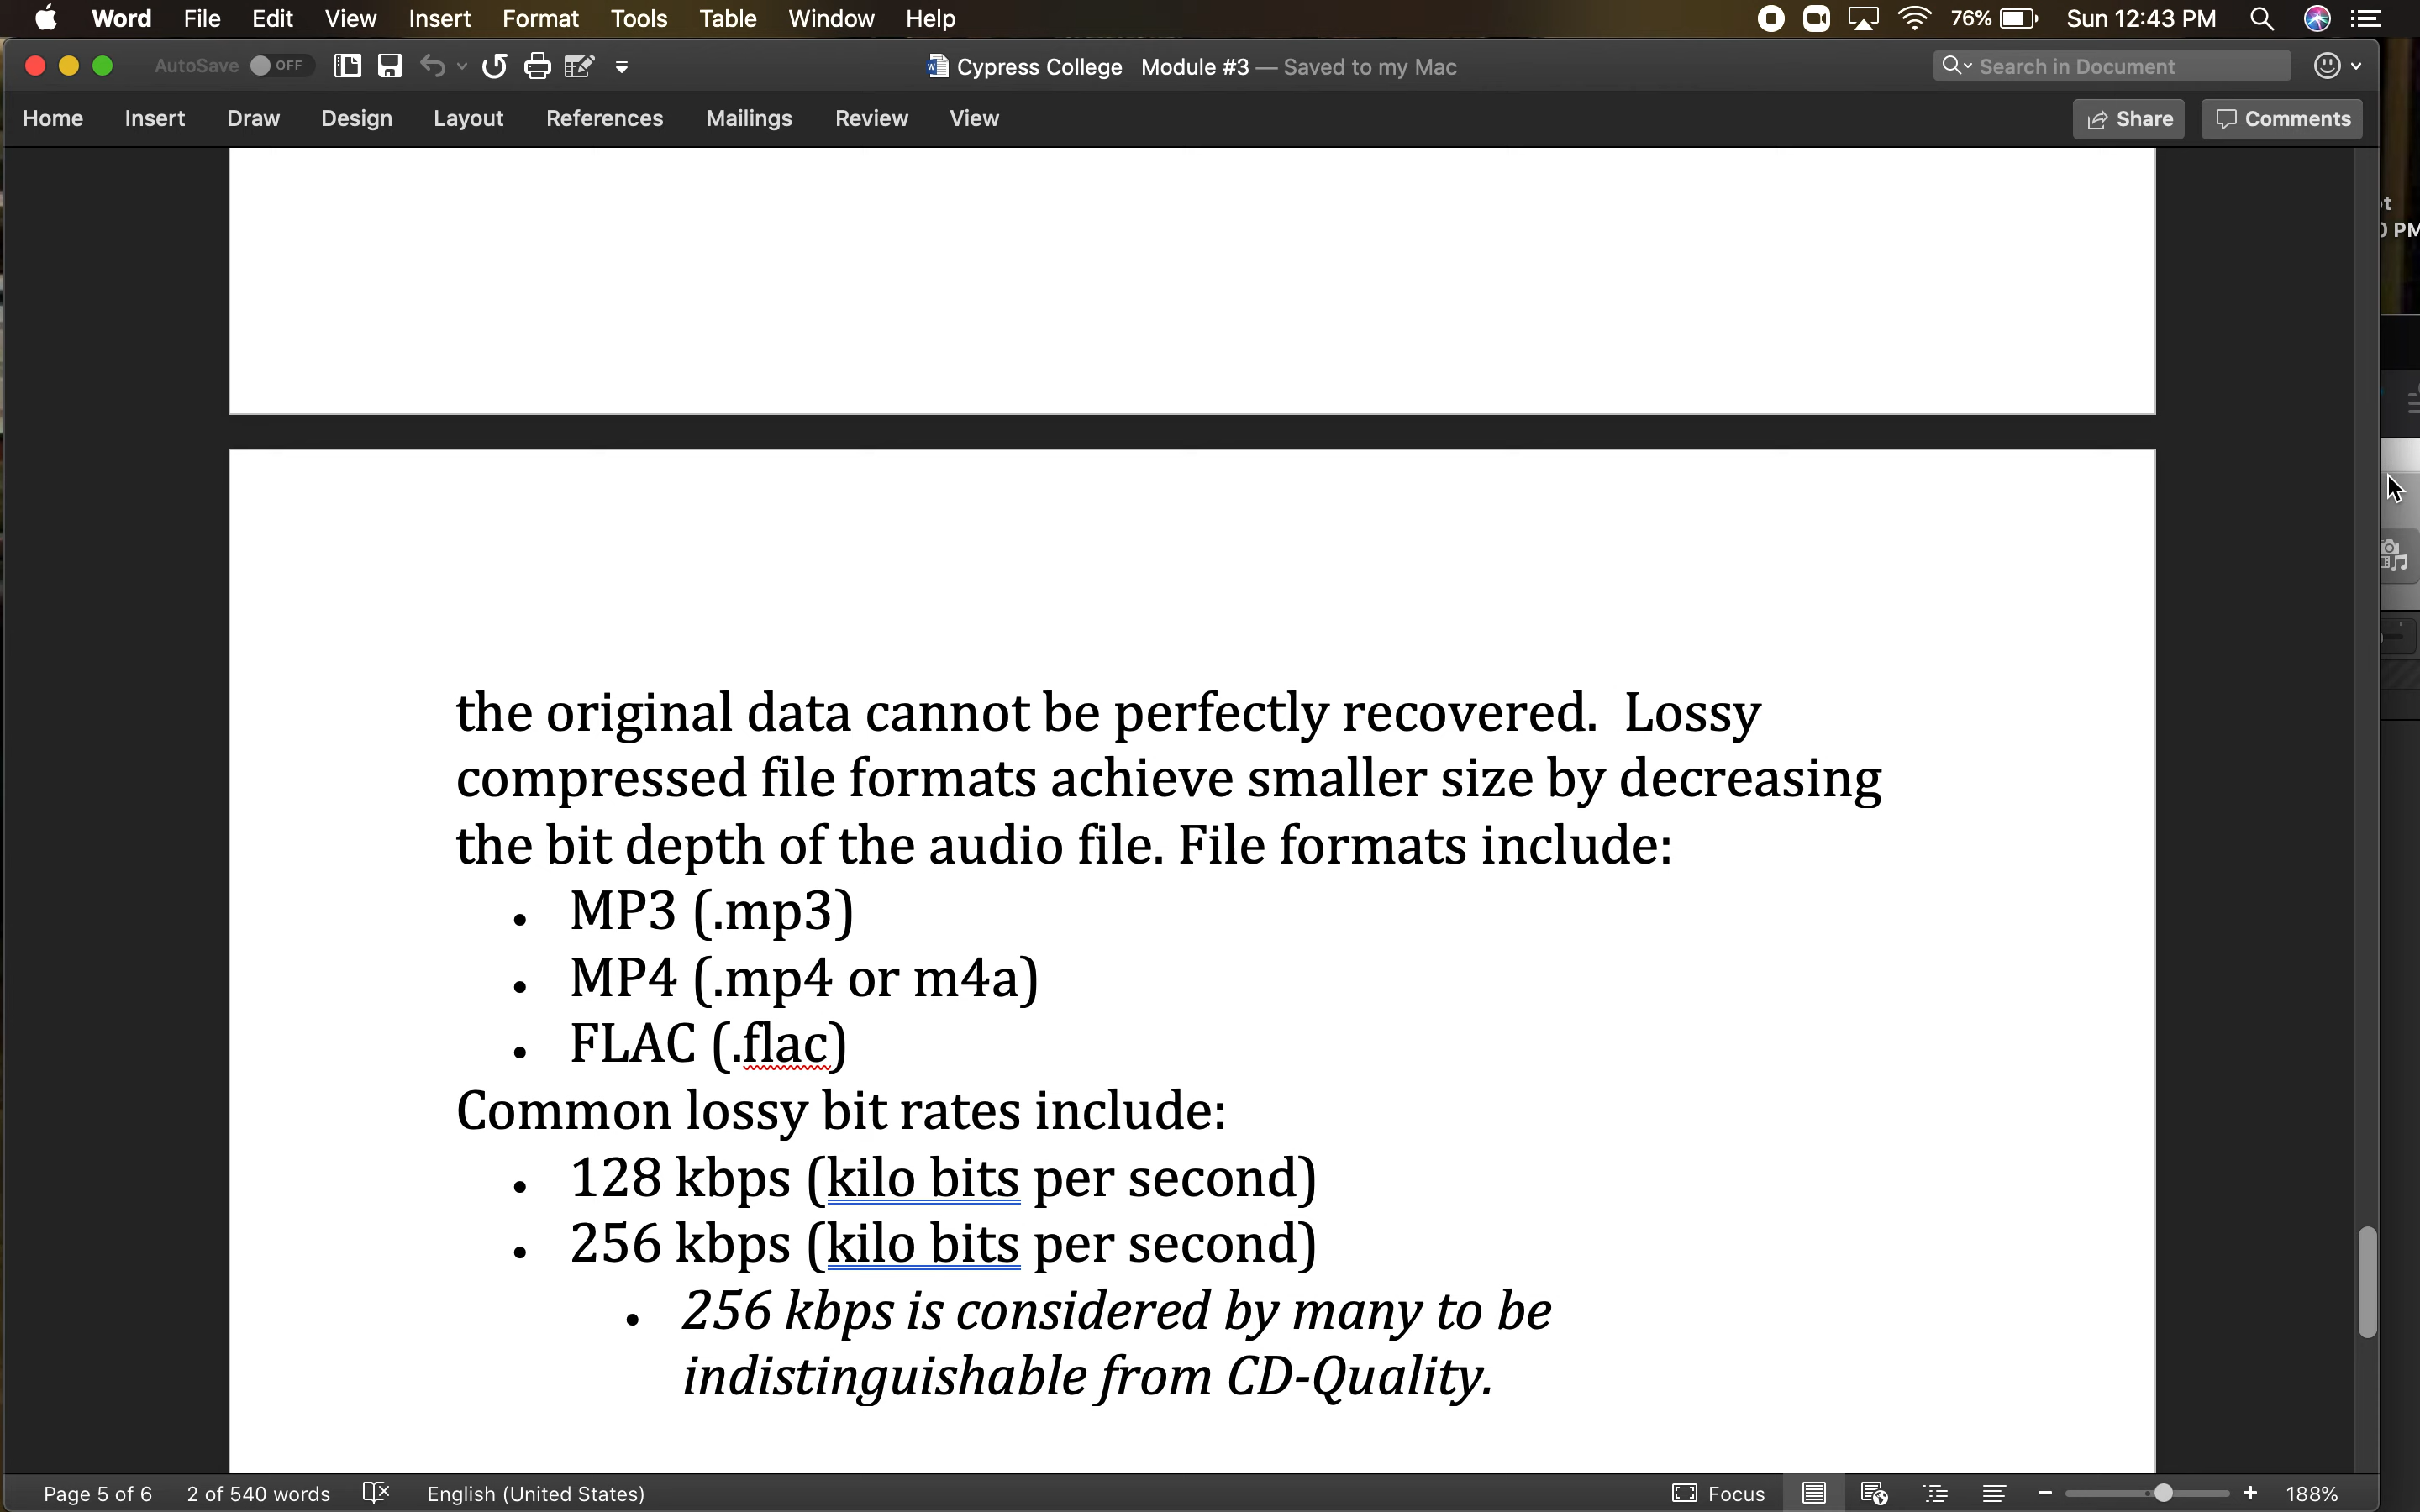 Word File Edit View Insert Format Tools Table Window Help 76% Sun 12:43 PM
AutoSave OFF Cypress College Module #3 — Saved to my Mac Search in Document
Home Insert Draw Design Layout References Mailings Review View Share Comments
PM
the original data cannot be perfectly recovered. Lossy
compressed file formats achieve smaller size by decreasing
the bit depth of the audio file. File formats include:
• MP3 (.mp3)
• MP4 (.mp4 or m4a)
• FLAC (.flac)
Common lossy bit rates include:
• 128 kbps (kilo bits per second)
• 256 kbps (kilo bits per second)
• 256 kbps is considered by many to be
indistinguishable from CD-Quality.
Page 5 of 6 2 of 540 words English (United States) Focus 188%